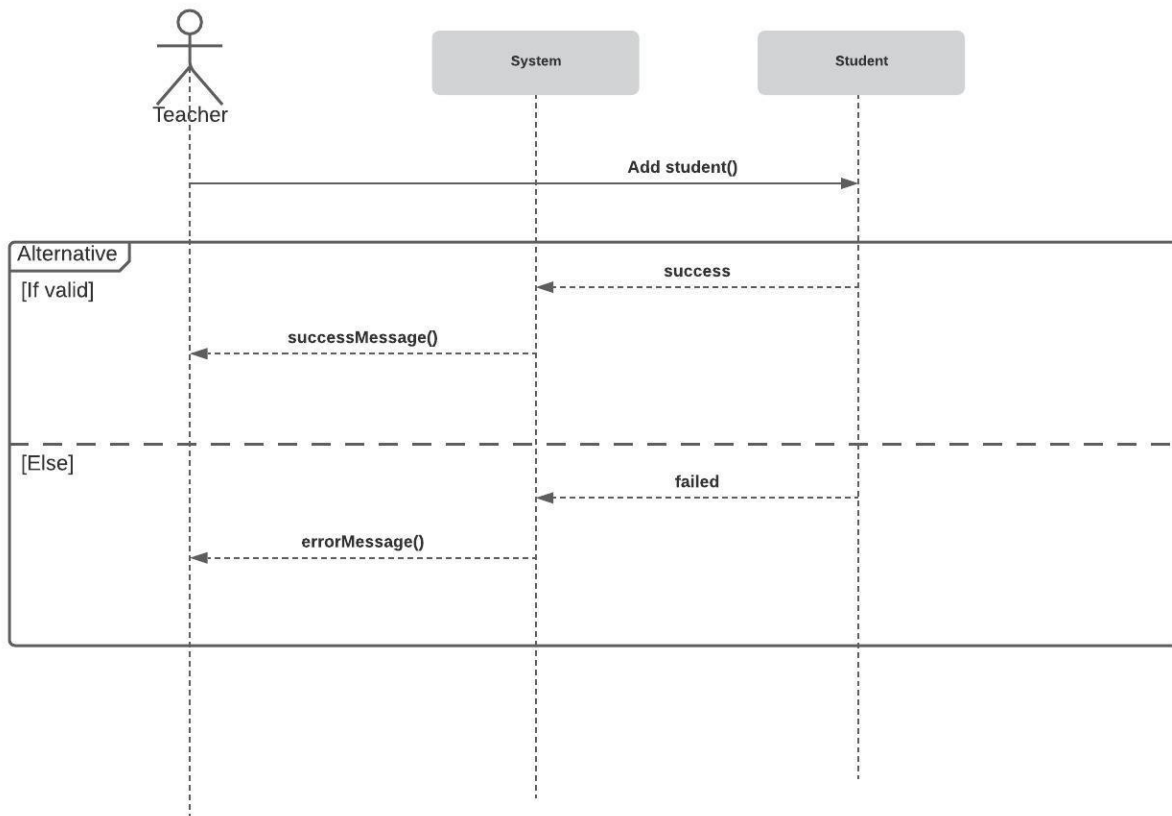 System
Student
Teacher
Add student()
Alternative
success
[If valid]
successMessage()
[Else]
failed
errorMessage()